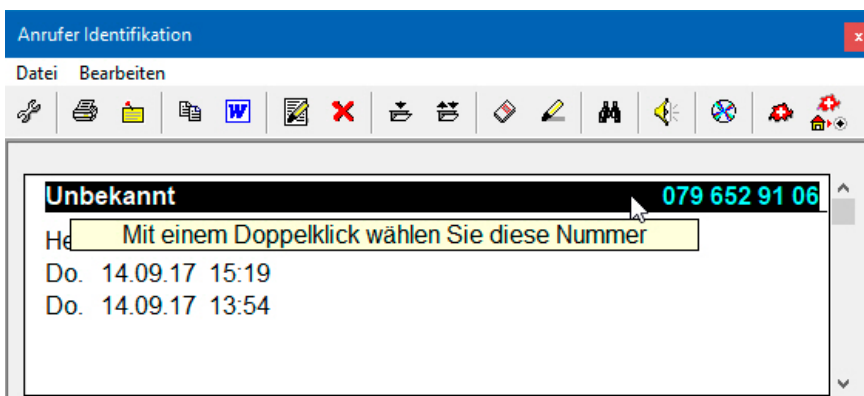 Anrufer Identifikation
Datei Bearbeiten
Unbekannt 079 652 91 06
Mit einem Doppelklick wählen Sie diese Nummer
Do. 14.09.17 15:19
Do. 14.09.17 13:54